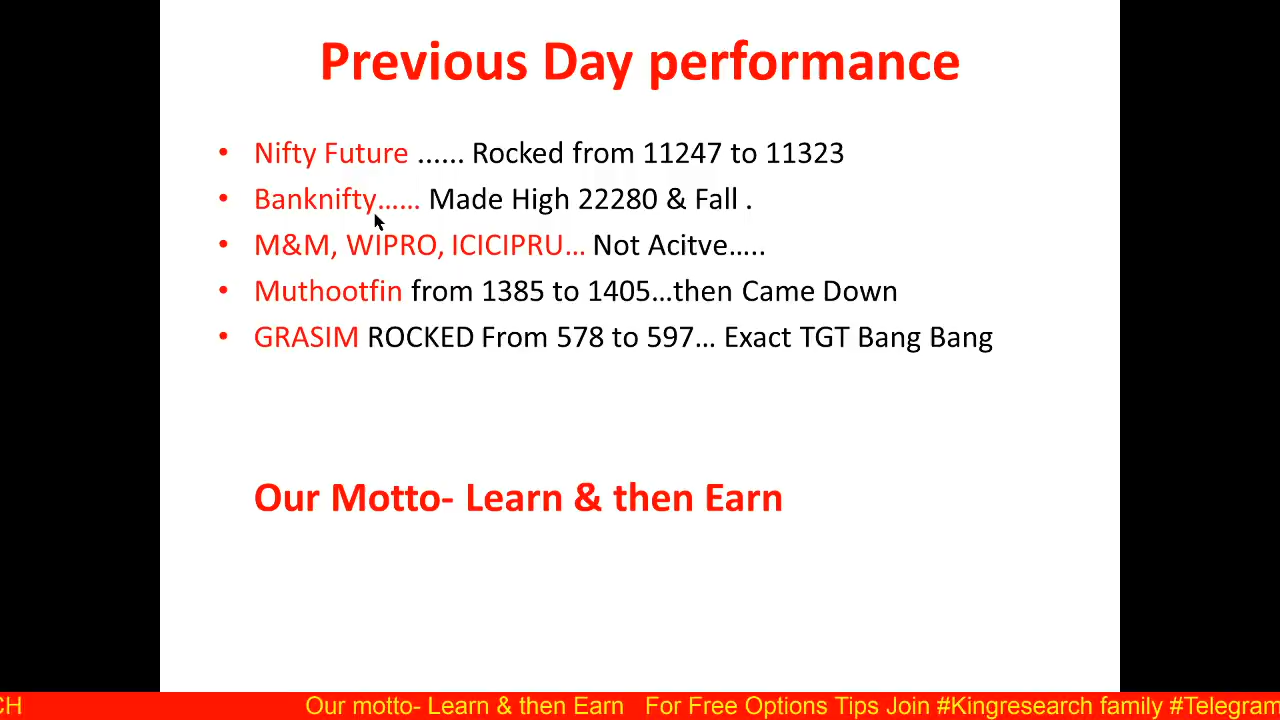 Previous Day performance
• Nifty Future ...... Rocked from 11247 to 11323
• Banknifty…… Made High 22280 & Fall .
• M&M, WIPRO, ICICIPRU… Not Acitve…..
• Muthootfin from 1385 to 1405…then Came Down
• GRASIM ROCKED From 578 to 597… Exact TGT Bang Bang
Our Motto- Learn & then Earn
CH Our motto- Learn & then Earn For Free Options Tips Join #Kingresearch family #Telegram